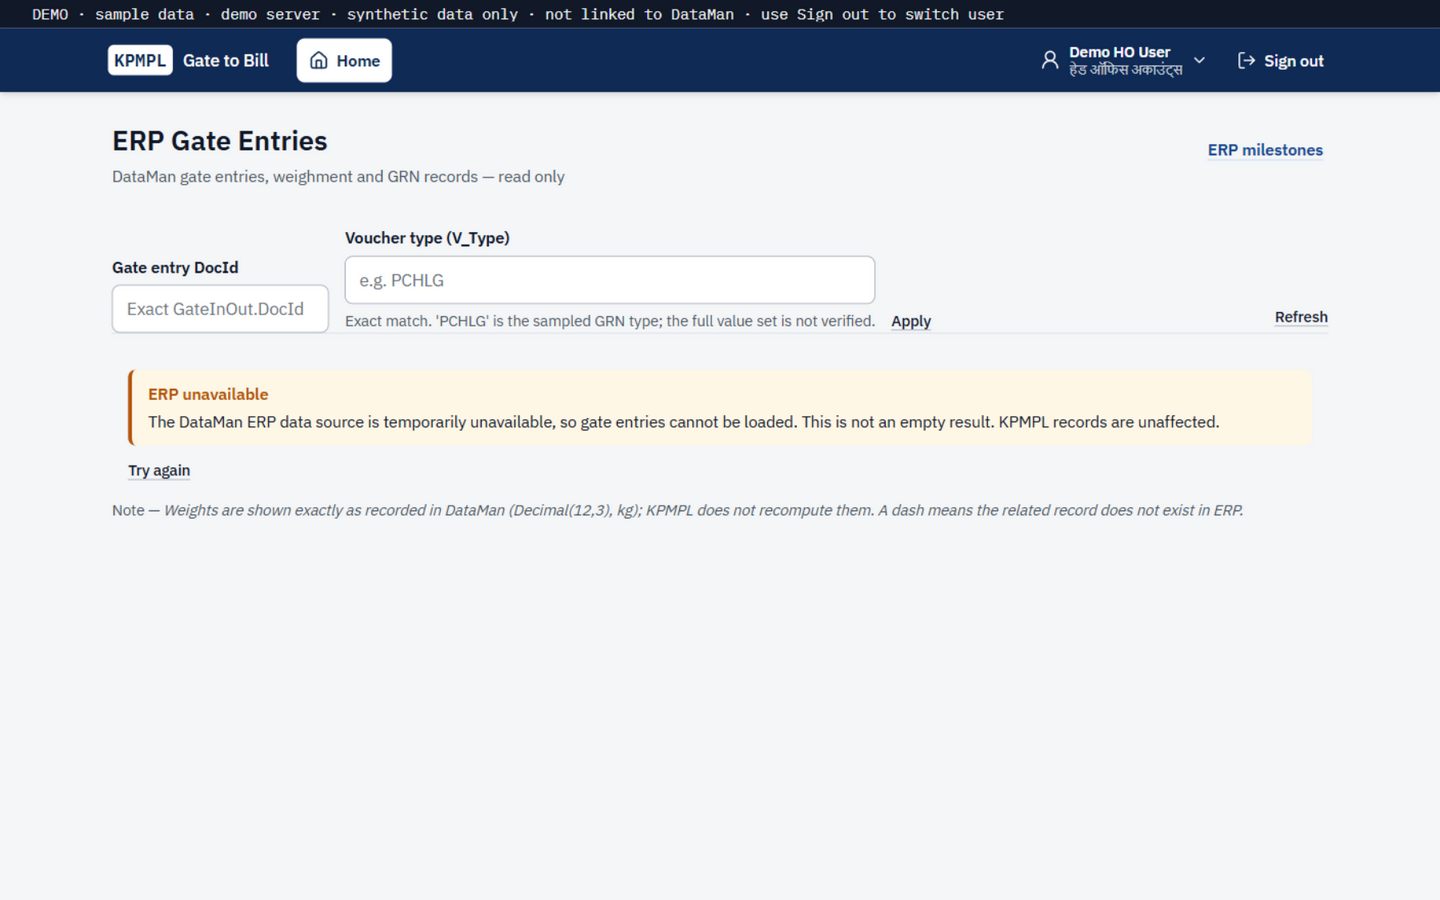 DEMO · sample data · demo server · synthetic data only · not linked to DataMan · use Sign out to switch user
KPMPL Gate to Bill Home
Demo HO User
हेड ऑफिस अकाउंट्स
Sign out
ERP Gate Entries
ERP milestones
DataMan gate entries, weighment and GRN records — read only
Voucher type (V_Type)
Gate entry DocId
e.g. PCHLG
Exact GateInOut.DocId
Exact match. 'PCHLG' is the sampled GRN type; the full value set is not verified.
Apply
Refresh
ERP unavailable
The DataMan ERP data source is temporarily unavailable, so gate entries cannot be loaded. This is not an empty result. KPMPL records are unaffected.
Try again
Note — Weights are shown exactly as recorded in DataMan (Decimal(12,3), kg); KPMPL does not recompute them. A dash means the related record does not exist in ERP.